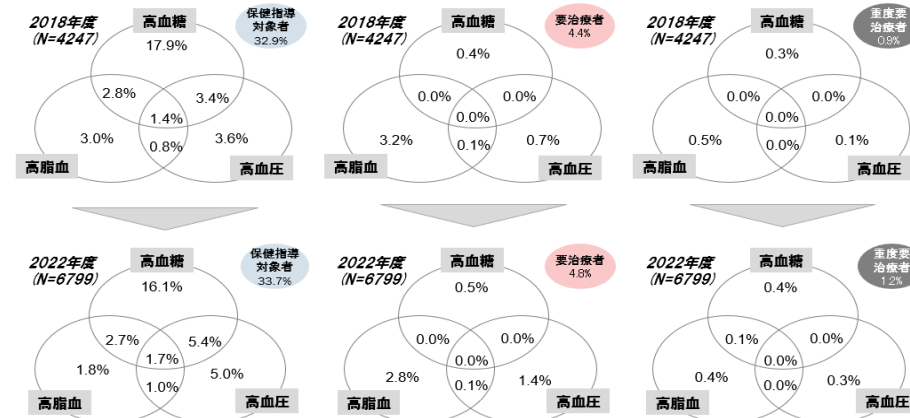 2018年度
(N=4247)
高血糖
保健指導
対象者
32.9%
17.9%
2.8%
3.4%
1.4%
3.0%
0.8%
3.6%
高脂血
高血圧
2018年度
(N=4247)
高血糖
要治療者
4.4%
0.4%
0.0%
0.0%
0.0%
3.2%
0.1%
0.7%
高脂血
高血圧
2018年度
(N=4247)
高血糖
重度要
治療者
0.9%
0.3%
0.0%
0.0%
0.0%
0.5%
0.0%
0.1%
高脂血
高血圧
2022年度
(N=6799)
高血糖
保健指導
対象者
33.7%
16.1%
2.7%
5.4%
1.7%
1.8%
1.0%
5.0%
高脂血
高血圧
2022年度
(N=6799)
高血糖
要治療者
4.8%
0.5%
0.0%
0.0%
0.0%
2.8%
0.1%
1.4%
高脂血
高血圧
2022年度
(N=6799)
高血糖
重度要
治療者
1.2%
0.4%
0.1%
0.0%
0.0%
0.4%
0.0%
0.3%
高脂血
高血圧